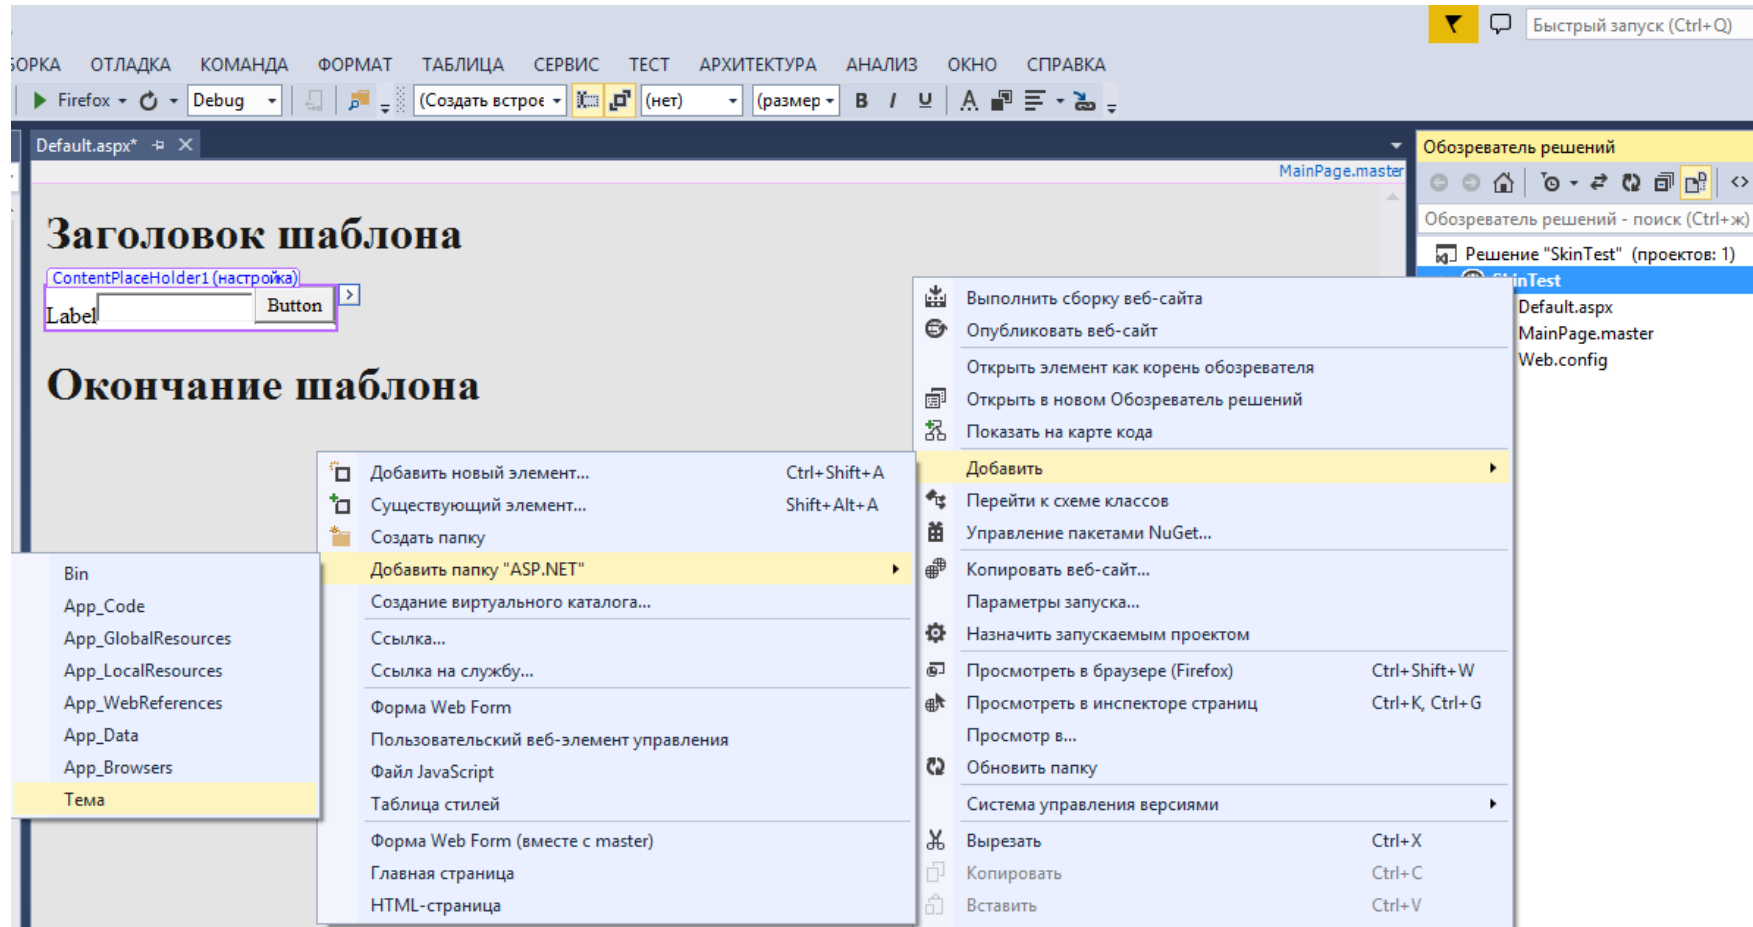 Быстрый запуск (Ctrl+Q)
БОРКА ОТЛАДКА КОМАНДА ФОРМАТ ТАБЛИЦА СЕРВИС ТЕСТ АРХИТЕКТУРА АНАЛИЗ ОКНО СПРАВКА
Firefox Debug (Создать встрое (нет) (размер B I U A
Default.aspx*
Обозреватель решений
MainPage.master
Обозреватель решений - поиск (Ctrl+ж)
Заголовок шаблона
Решение "SkinTest" (проектов: 1)
ContentPlaceHolder1 (настройка)
inTest
Label
Button
Default.aspx
MainPage.master
Web.config
Окончание шаблона
Выполнить сборку веб-сайта
Опубликовать веб-сайт
Открыть элемент как корень обозревателя
Открыть в новом Обозреватель решений
Показать на карте кода
Добавить
Перейти к схеме классов
Управление пакетами NuGet...
Копировать веб-сайт...
Параметры запуска...
Назначить запускаемым проектом
Просмотреть в браузере (Firefox) Ctrl+Shift+W
Просмотреть в инспекторе страниц Ctrl+K, Ctrl+G
Просмотр в...
Обновить папку
Система управления версиями
Вырезать Ctrl+X
Копировать Ctrl+C
Вставить Ctrl+V
Добавить новый элемент... Ctrl+Shift+A
Существующий элемент... Shift+Alt+A
Создать папку
Добавить папку "ASP.NET"
Создание виртуального каталога...
Ссылка...
Ссылка на службу...
Форма Web Form
Пользовательский веб-элемент управления
Файл JavaScript
Таблица стилей
Форма Web Form (вместе с master)
Главная страница
HTML-страница
Bin
App_Code
App_GlobalResources
App_LocalResources
App_WebReferences
App_Data
App_Browsers
Тема